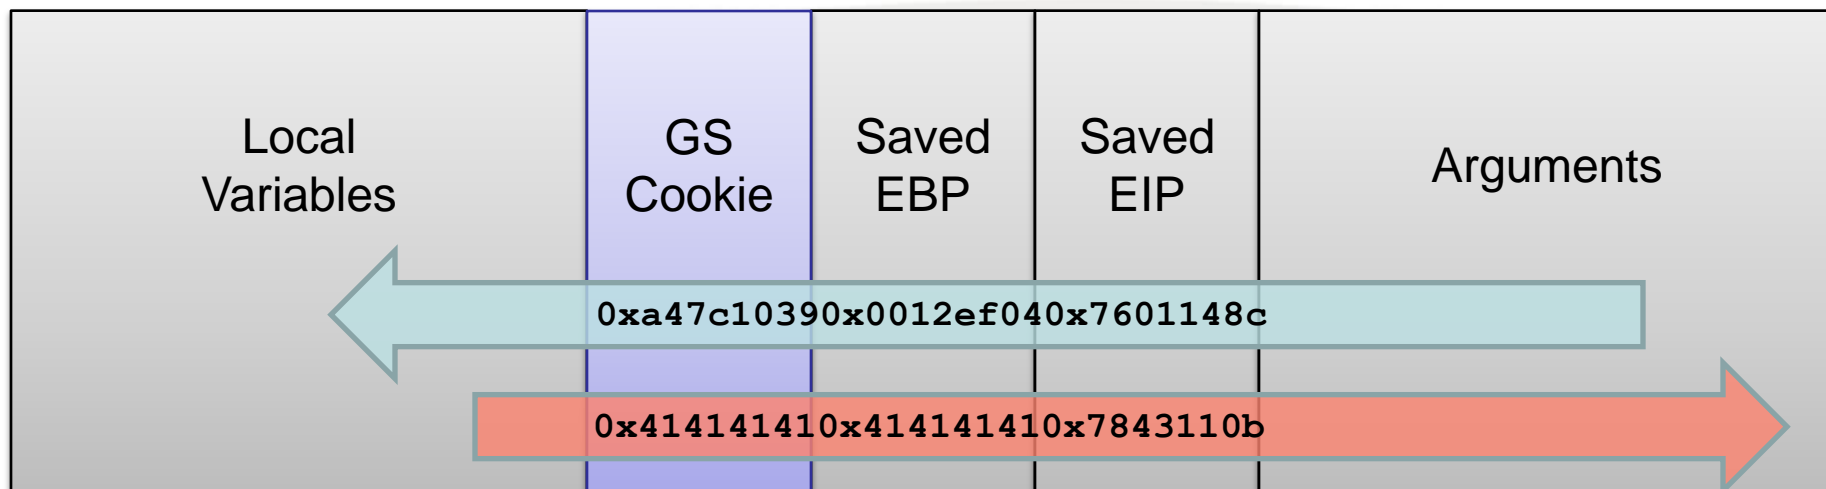 Local
Variables
GS
Cookie
Saved
EBP
Saved
EIP
Arguments
0xa47c10390x0012ef040x7601148c
0x414141410x414141410x7843110b